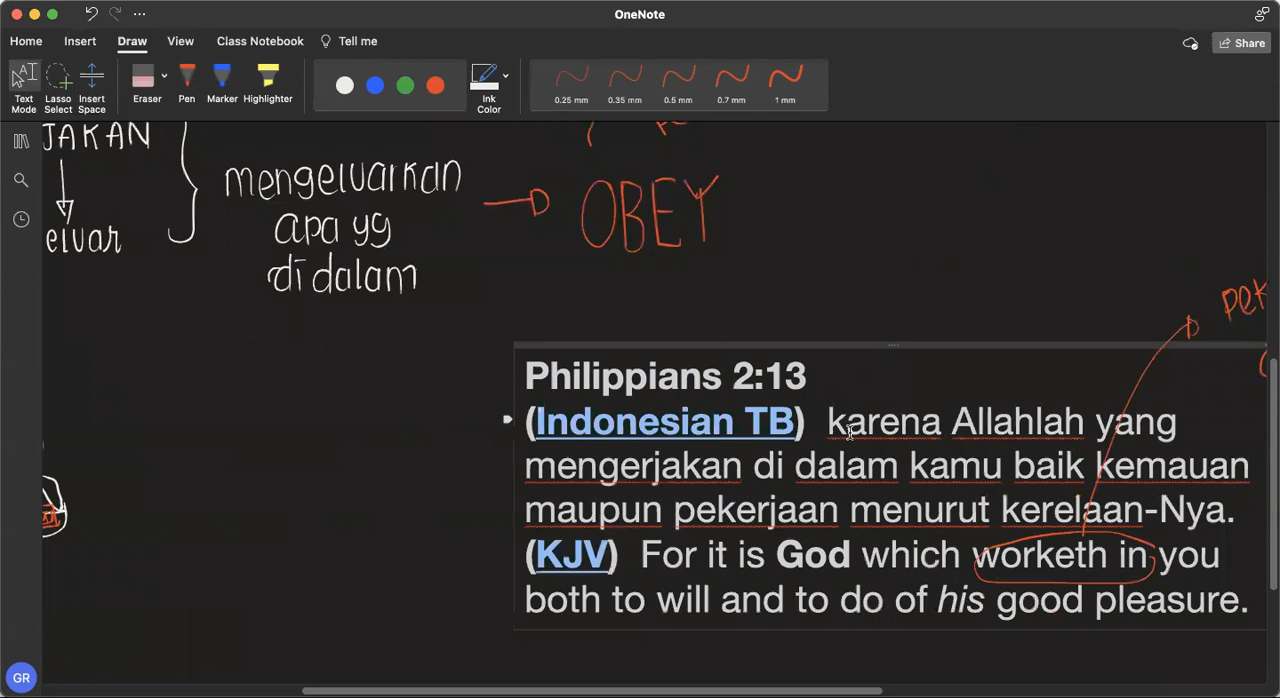 OneNote
Home Insert Draw View Class Notebook Tell me
Share
Text Mode
Lasso Select
Insert Space
Eraser
Pen
Marker
Highlighter
Ink Color
0.25 mm
0.35 mm
0.5 mm
0.7 mm
1 mm
JAKAN
eluar
mengeluarkan
apa yg
di dalam
OBEY
Philippians 2:13
(Indonesian TB) karena Allahlah yang
mengerjakan di dalam kamu baik kemauan
maupun pekerjaan menurut kerelaan-Nya.
(KJV) For it is God which worketh in you
both to will and to do of his good pleasure.
pek
GR